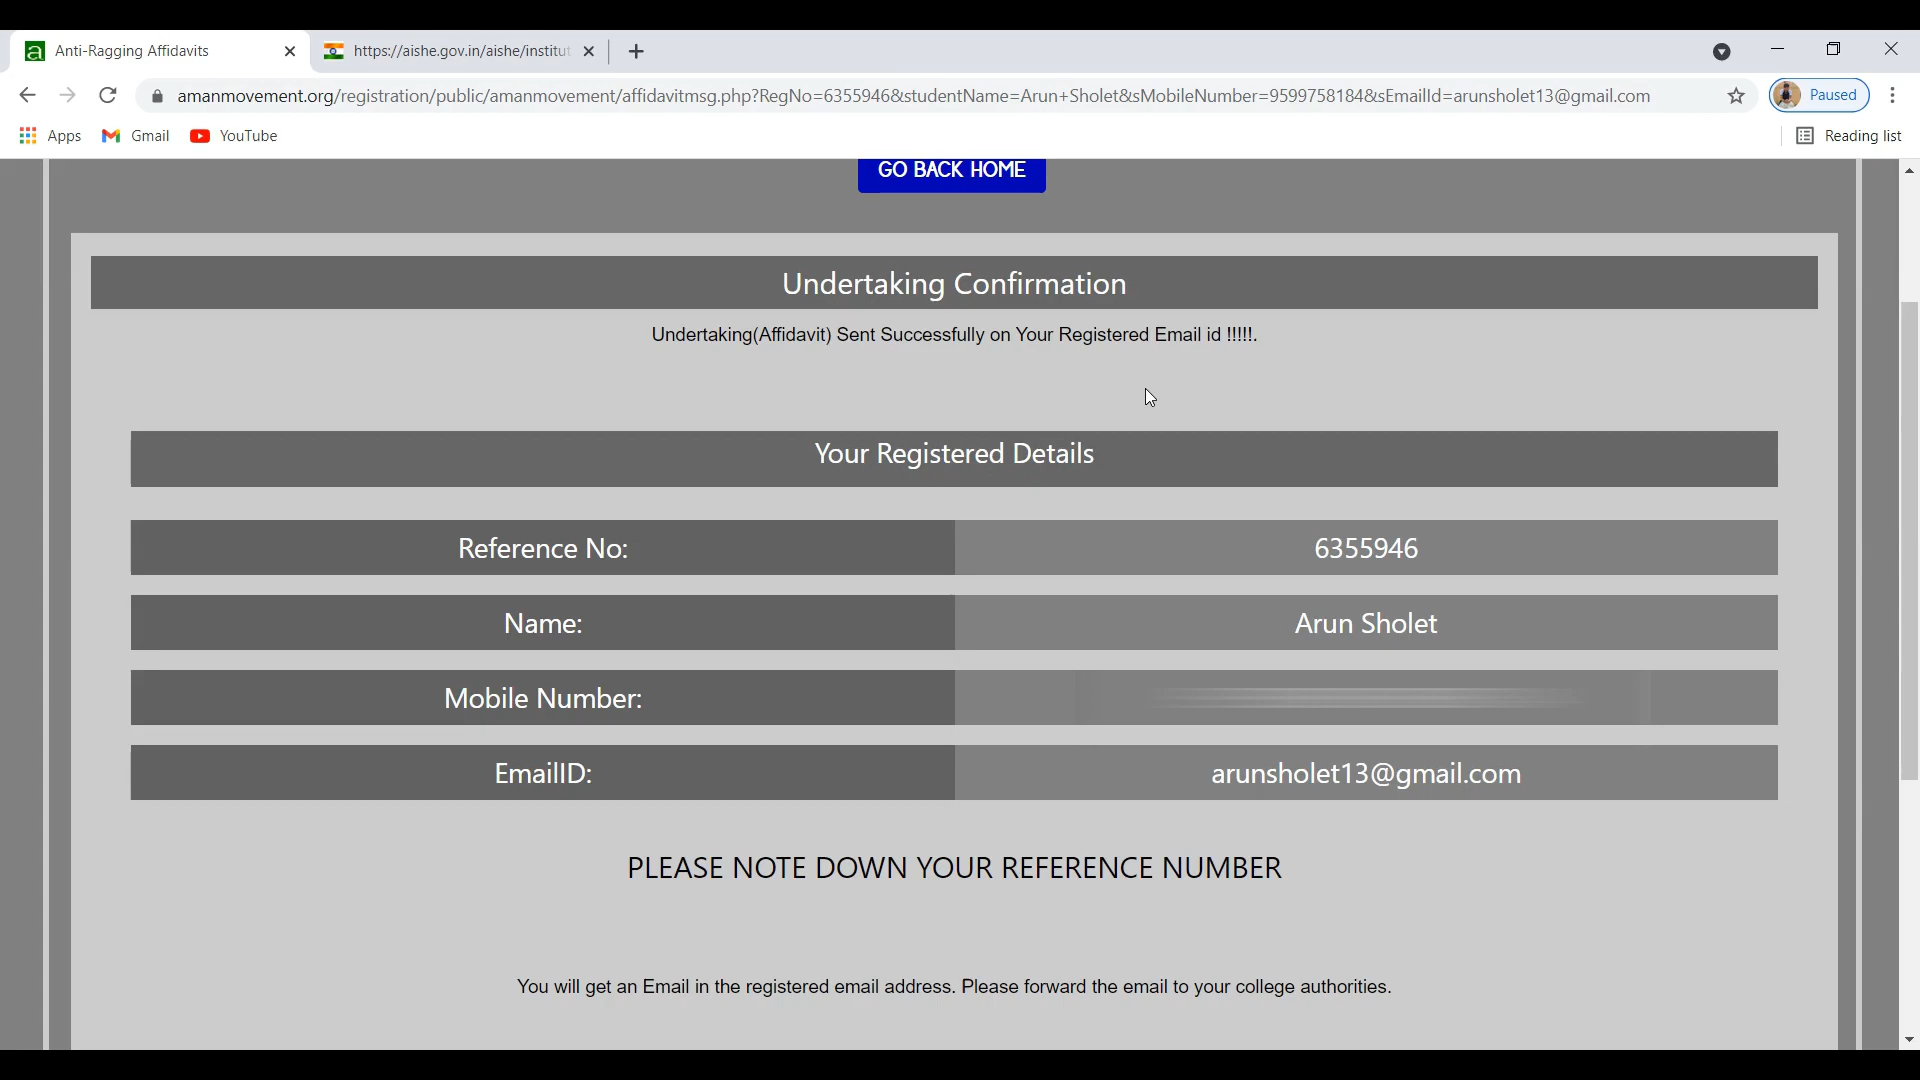 Anti-Ragging Affidavits
https://aishe.gov.in/aishe/institut
amanmovement.org/registration/public/amanmovement/affidavitmsg.php?RegNo=6355946&studentName=Arun+Sholet&sMobileNumber=9599758184&sEmailId=arunsholet13@gmail.com
Paused
Apps
Gmail
YouTube
Reading list
GO BACK HOME
Undertaking Confirmation
Undertaking(Affidavit) Sent Successfully on Your Registered Email id !!!!!.
Your Registered Details
Reference No: 6355946
Name: Arun Sholet
Mobile Number:
EmailID: arunsholet13@gmail.com
PLEASE NOTE DOWN YOUR REFERENCE NUMBER
You will get an Email in the registered email address. Please forward the email to your college authorities.